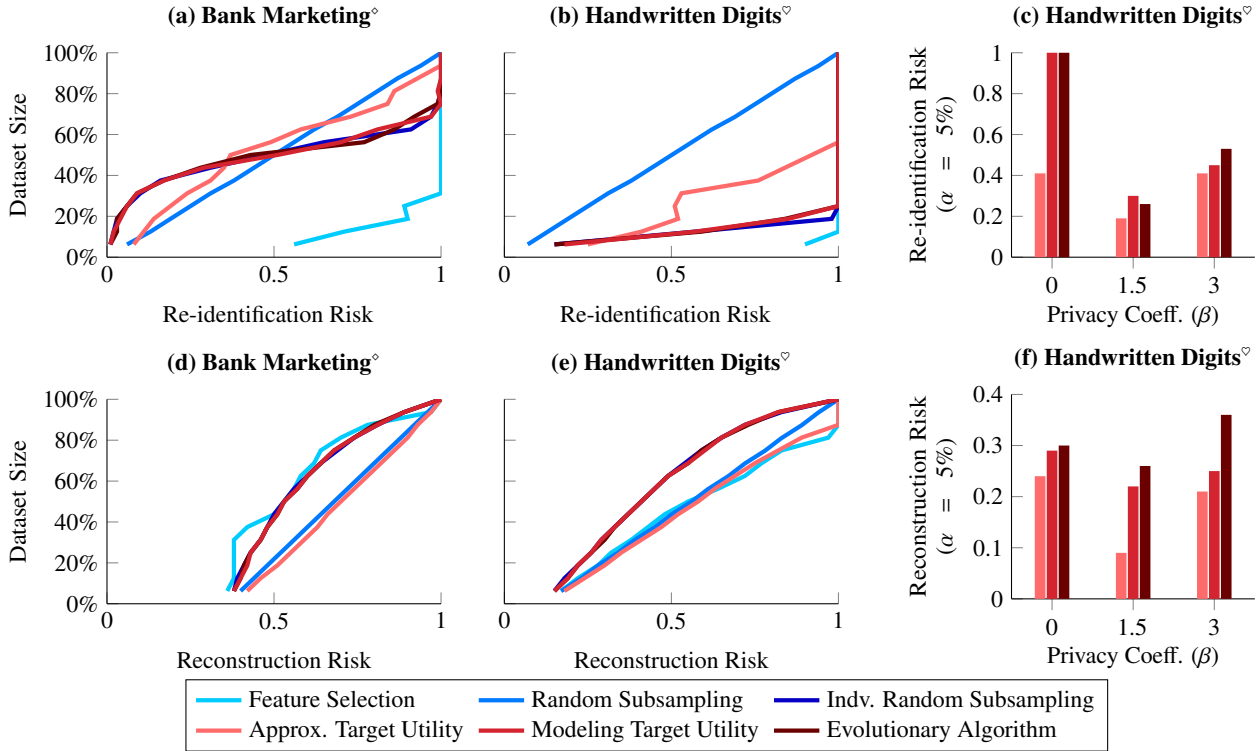 (a) Bank Marketing⋄
(b) Handwritten Digits♡
(c) Handwritten Digits♡
Dataset Size
100%
80%
60%
40%
20%
0%
0
0.5
1
Re-identification Risk
0
0.5
1
Re-identification Risk
Re-identification Risk
(α = 5%)
1
0.8
0.6
0.4
0.2
0
0
1.5
3
Privacy Coeff. (β)
(d) Bank Marketing⋄
(e) Handwritten Digits♡
(f) Handwritten Digits♡
Dataset Size
100%
80%
60%
40%
20%
0%
0
0.5
1
Reconstruction Risk
0
0.5
1
Reconstruction Risk
Reconstruction Risk
(α = 5%)
0.4
0.3
0.2
0.1
0
0
1.5
3
Privacy Coeff. (β)
Feature Selection
Random Subsampling
Indv. Random Subsampling
Approx. Target Utility
Modeling Target Utility
Evolutionary Algorithm